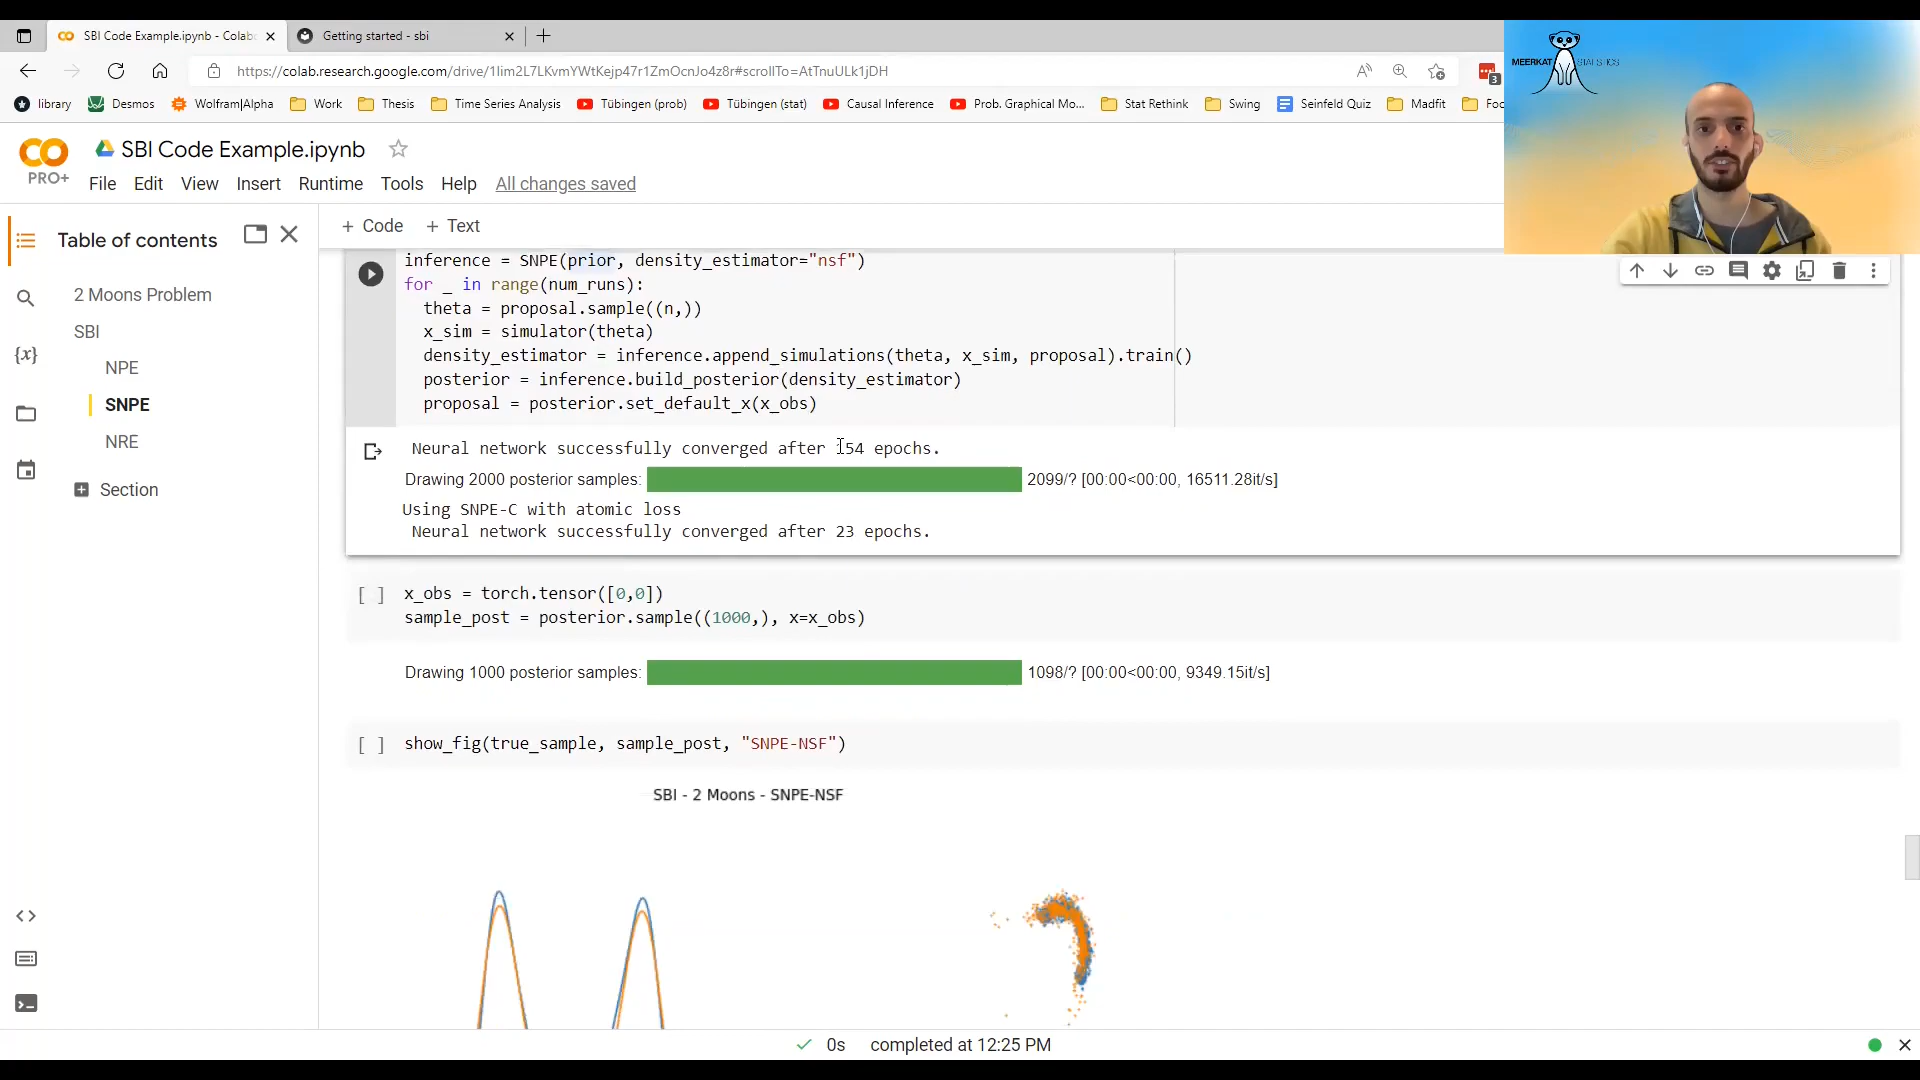 SBI Code Example.ipynb - Colab
Getting started - sbi
https://colab.research.google.com/drive/1Iim2L7LKvmYWtKejp47r1ZmOcnJo4z8r#scrollTo=AtTnuULk1jDH
3
library
Desmos
Wolfram|Alpha
Work
Thesis
Time Series Analysis
Tübingen (prob)
Tübingen (stat)
Causal Inference
Prob. Graphical Mo...
Stat Rethink
Swing
Seinfeld Quiz
Madfit
Foo
MEERKAT STATISTICS
PRO+
SBI Code Example.ipynb
File Edit View Insert Runtime Tools Help All changes saved
Table of contents
2 Moons Problem
SBI
NPE
SNPE
NRE
Section
+ Code + Text
inference = SNPE(prior, density_estimator="nsf")
for _ in range(num_runs):
theta = proposal.sample((n,))
x_sim = simulator(theta)
density_estimator = inference.append_simulations(theta, x_sim, proposal).train()
posterior = inference.build_posterior(density_estimator)
proposal = posterior.set_default_x(x_obs)
Neural network successfully converged after 154 epochs.
Drawing 2000 posterior samples: 2099/? [00:00<00:00, 16511.28it/s]
Using SNPE-C with atomic loss
Neural network successfully converged after 23 epochs.
[ ] x_obs = torch.tensor([0,0])
sample_post = posterior.sample((1000,), x=x_obs)
Drawing 1000 posterior samples: 1098/? [00:00<00:00, 9349.15it/s]
[ ] show_fig(true_sample, sample_post, "SNPE-NSF")
SBI - 2 Moons - SNPE-NSF
0s completed at 12:25 PM